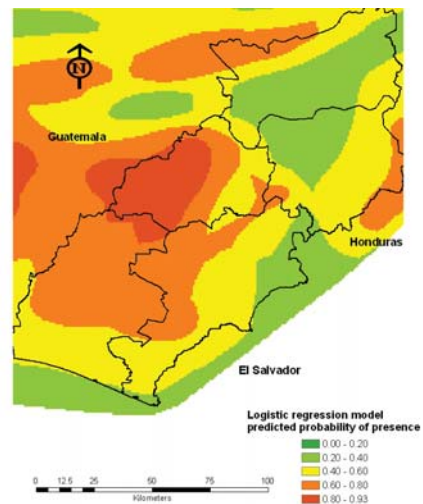 N
Guatemala
Honduras
El Salvador
Logistic regression model
predicted probability of presence
0.00 - 0.20
0.20 - 0.40
0.40 - 0.60
0.60 - 0.80
0.80 - 0.93
0 12.5 25 50 75 100
Kilometers